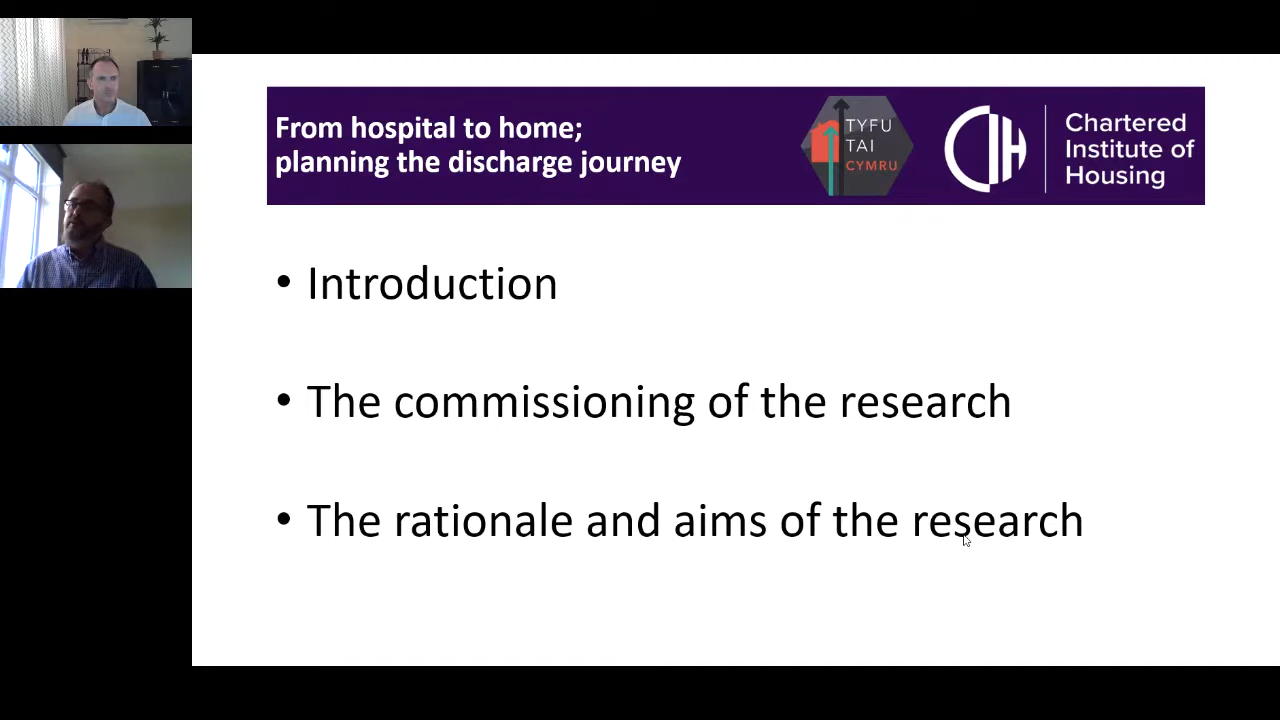 From hospital to home;
planning the discharge journey
TYFU
TAI
CYMRU
CIH
Chartered
Institute of
Housing
• Introduction
• The commissioning of the research
• The rationale and aims of the research